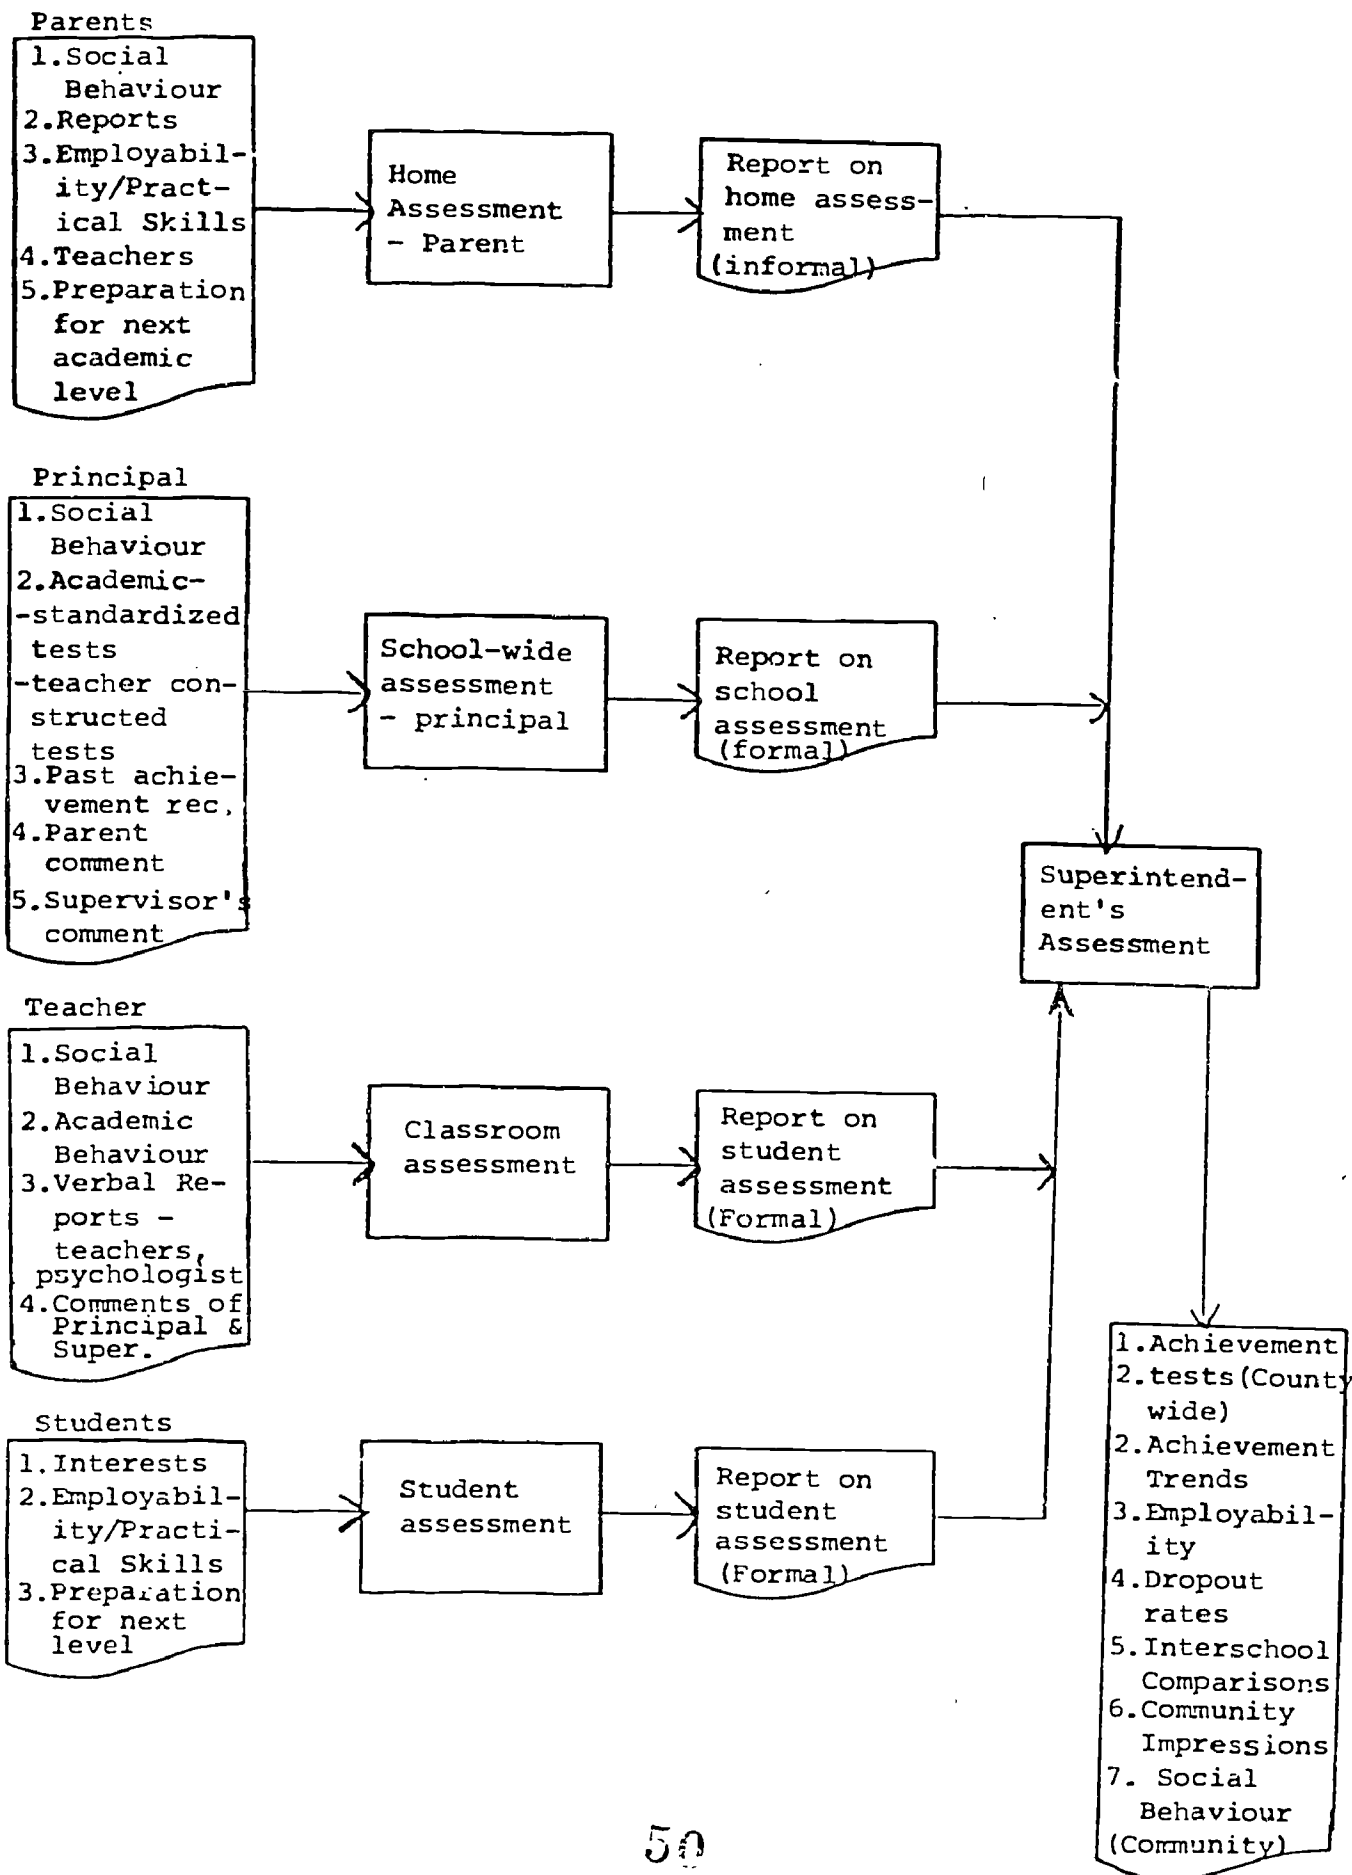 Parents
1.Social
Behaviour
2.Reports
3.Employabil-
ity/Pract-
ical Skills
4.Teachers
5.Preparation
for next
academic
level
Home
Assessment
- Parent
Report on
home assess-
ment
(informal)
Principal
1.Social
Behaviour
2.Academic-
-standardized
tests
-teacher con-
structed
tests
3.Past achie-
vement rec.
4.Parent
comment
5.Supervisor's
comment
School-wide
assessment
- principal
Report on
school
assessment
(formal)
Superintend-
ent's
Assessment
Teacher
1.Social
Behaviour
2.Academic
Behaviour
3.Verbal Re-
ports -
teachers,
psychologist
4.Comments of
Principal &
Super.
Classroom
assessment
Report on
student
assessment
(Formal)
Students
1.Interests
2.Employabil-
ity/Practi-
cal Skills
3.Preparation
for next
level
Student
assessment
Report on
student
assessment
(Formal)
1.Achievement
2.tests(County
wide)
2.Achievement
Trends
3.Employabil-
ity
4.Dropout
rates
5.Interschool
Comparisons
6.Community
Impressions
7. Social
Behaviour
(Community)
50